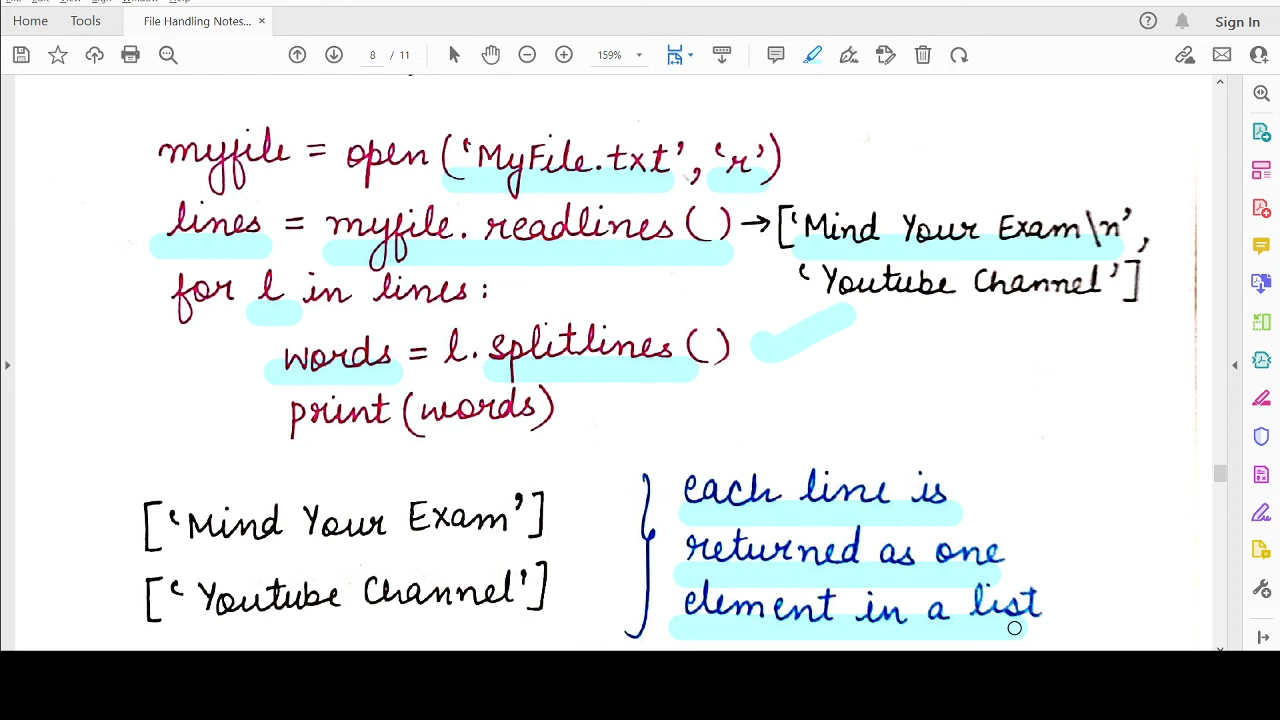 Home Tools File Handling Notes... × Sign In
8 / 11 159%
myfile = open ('MyFile.txt', 'r')
lines = myfile. readlines ( ) → ['Mind Your Exam\n',
'Youtube Channel']
for l in lines:
words = l. splitlines ( )
print (words)
['Mind Your Exam']
['Youtube Channel']
each line is
returned as one
element in a list